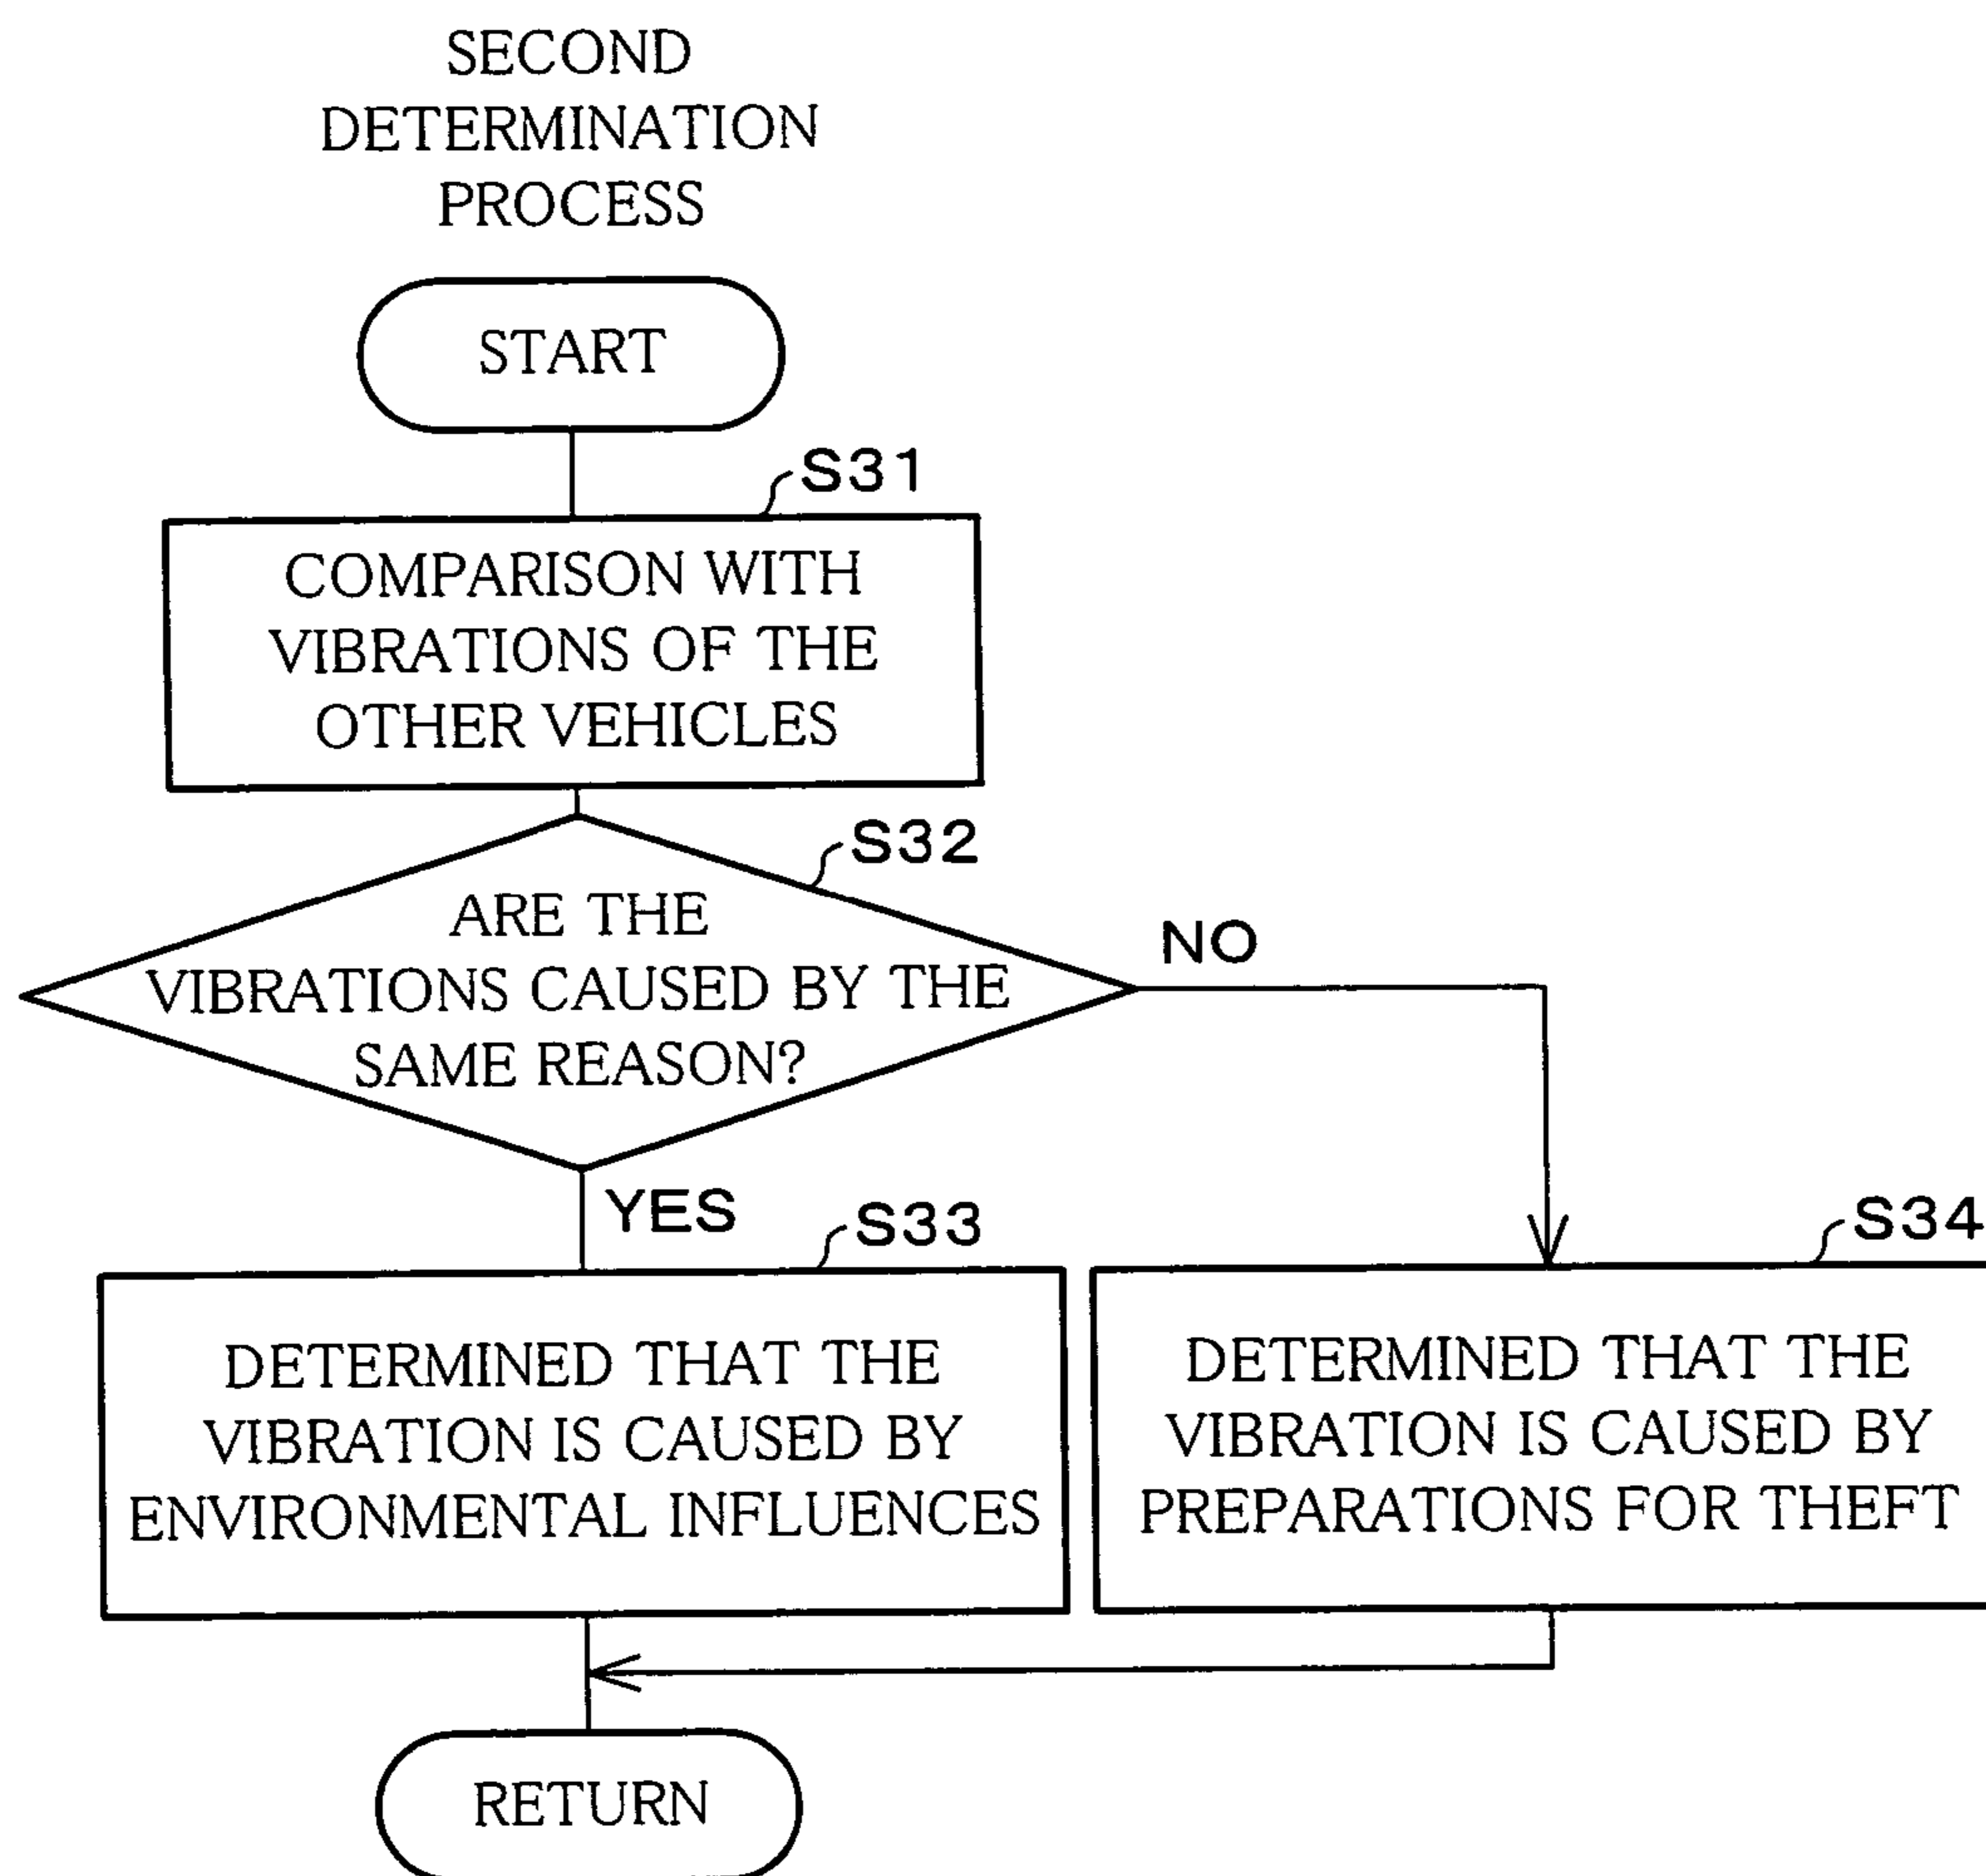 SECOND
DETERMINATION
PROCESS
START
S31
COMPARISON WITH
VIBRATIONS OF THE
OTHER VEHICLES
S32
ARE THE
VIBRATIONS CAUSED BY THE
SAME REASON?
NO
YES
S33
DETERMINED THAT THE
VIBRATION IS CAUSED BY
ENVIRONMENTAL INFLUENCES
S34
DETERMINED THAT THE
VIBRATION IS CAUSED BY
PREPARATIONS FOR THEFT
RETURN